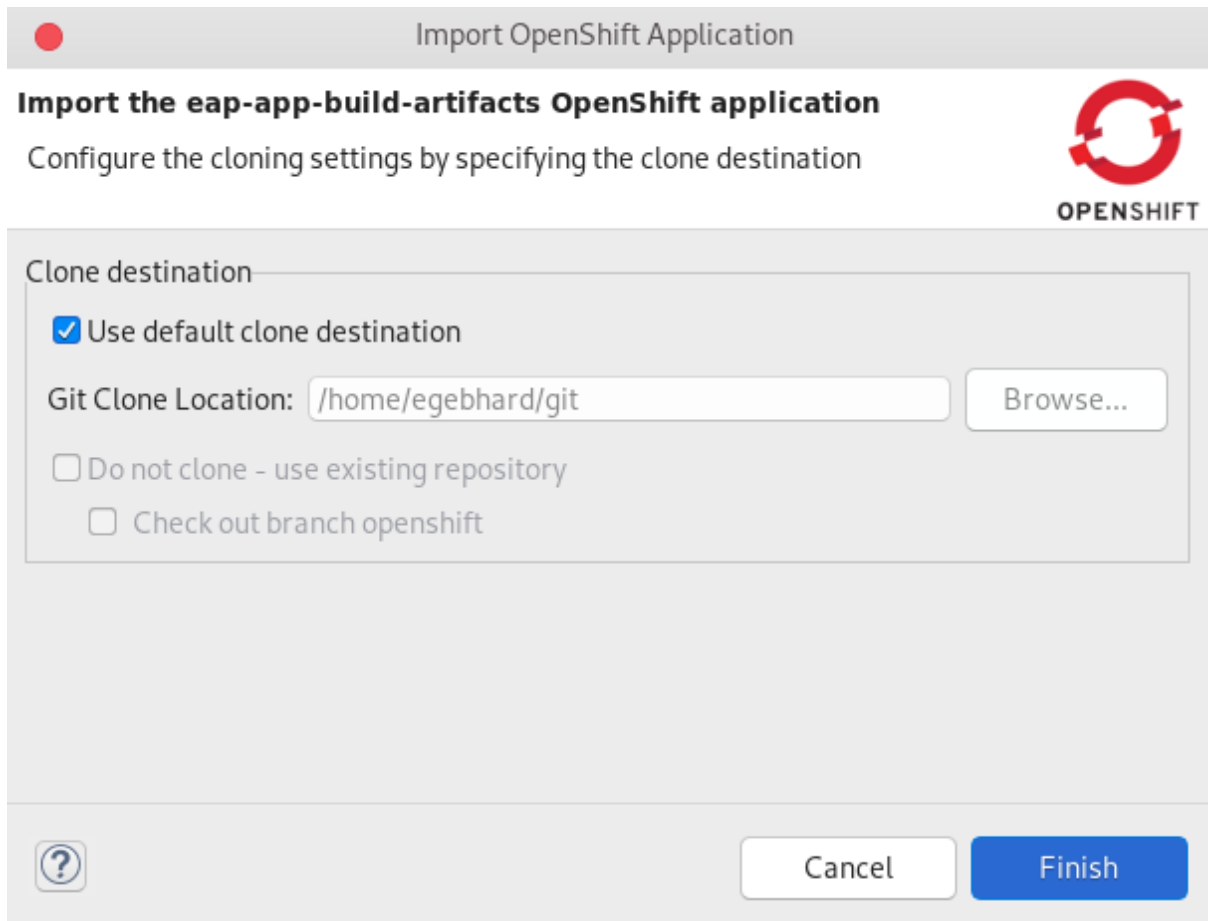 Import OpenShift Application
Import the eap-app-build-artifacts OpenShift application
Configure the cloning settings by specifying the clone destination
OPENSHIFT
Clone destination
Use default clone destination
Git Clone Location: /home/egebhard/git Browse...
Do not clone - use existing repository
Check out branch openshift
? Cancel Finish